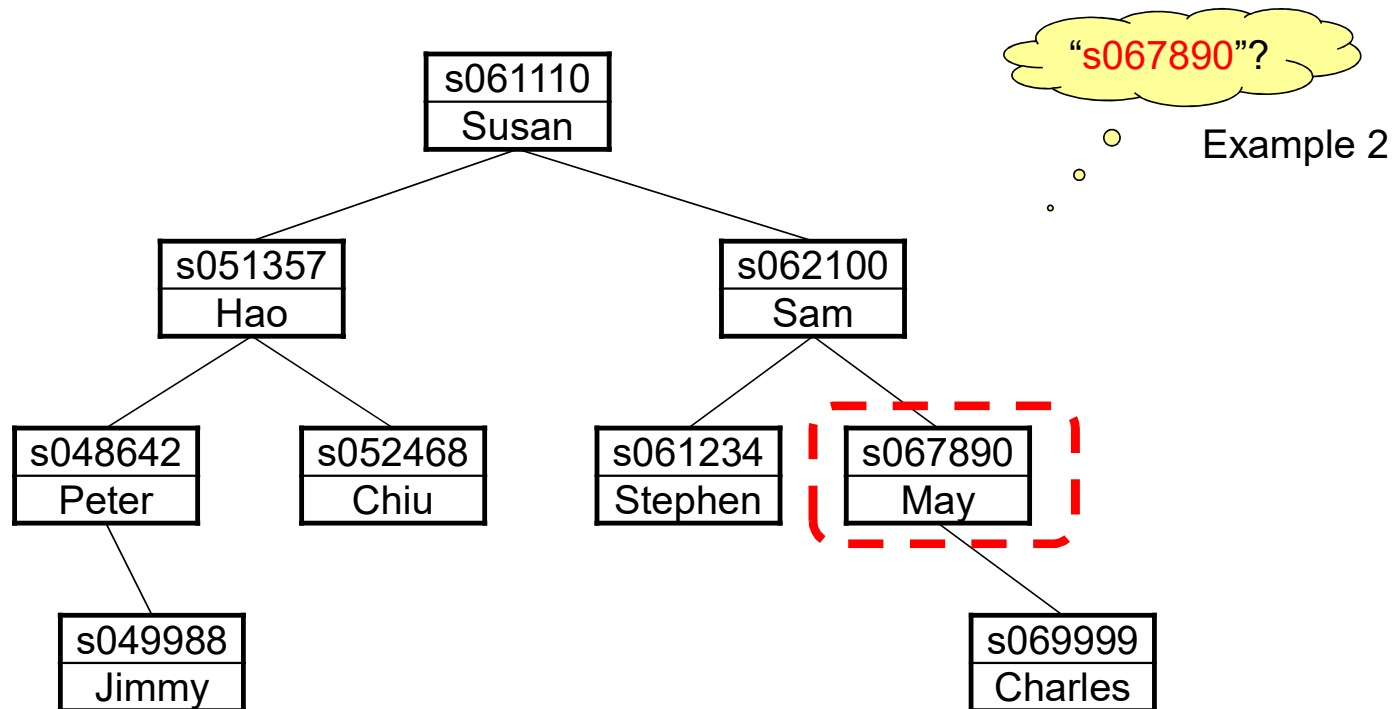 “s067890”?
Example 2
s061110
Susan
s051357
Hao
s062100
Sam
s048642
Peter
s052468
Chiu
s061234
Stephen
s067890
May
s049988
Jimmy
s069999
Charles